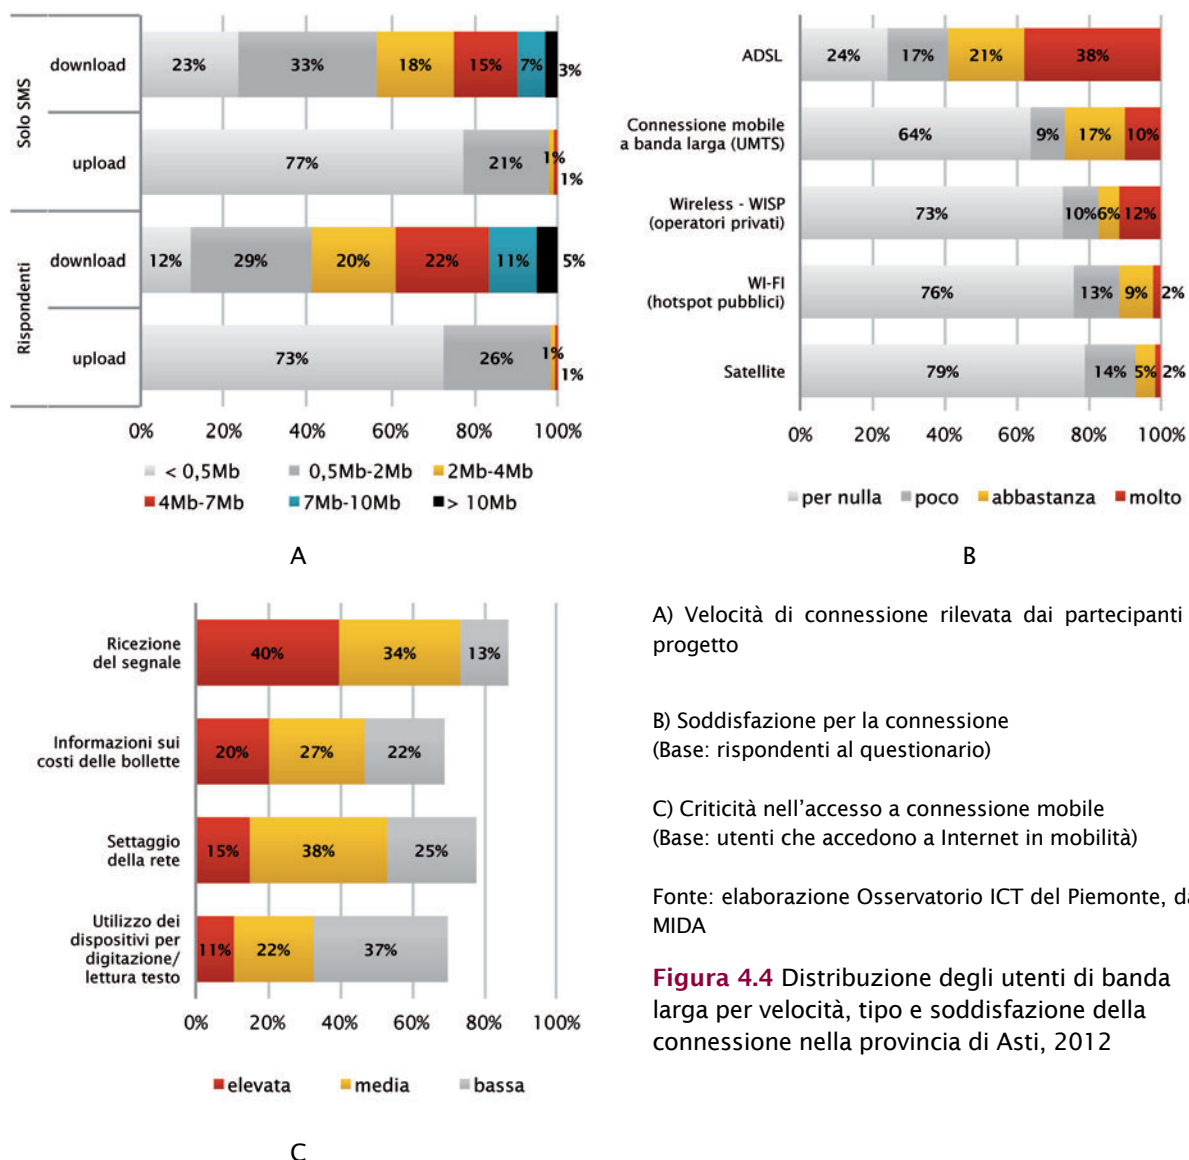 Solo SMS
download
23%
33%
18%
15%
7%
3%
upload
77%
21%
1%
1%
Rispondenti
download
12%
29%
20%
22%
11%
5%
upload
73%
26%
1%
1%
0%
20%
40%
60%
80%
100%
< 0,5Mb
0,5Mb-2Mb
2Mb-4Mb
4Mb-7Mb
7Mb-10Mb
> 10Mb
A
ADSL
24%
17%
21%
38%
Connessione mobile
a banda larga (UMTS)
64%
9%
17%
10%
Wireless - WISP
(operatori privati)
73%
10%
6%
12%
WI-FI
(hotspot pubblici)
76%
13%
9%
2%
Satellite
79%
14%
5%
2%
0%
20%
40%
60%
80%
100%
per nulla
poco
abbastanza
molto
B
Ricezione
del segnale
40%
34%
13%
Informazioni sui
costi delle bollette
20%
27%
22%
Settaggio
della rete
15%
38%
25%
Utilizzo dei
dispositivi per
digitazione/
lettura testo
11%
22%
37%
0%
20%
40%
60%
80%
100%
elevata
media
bassa
C
A) Velocità di connessione rilevata dai partecipanti
progetto
B) Soddisfazione per la connessione
(Base: rispondenti al questionario)
C) Criticità nell'accesso a connessione mobile
(Base: utenti che accedono a Internet in mobilità)
Fonte: elaborazione Osservatorio ICT del Piemonte,
MIDA
Figura 4.4 Distribuzione degli utenti di banda
larga per velocità, tipo e soddisfazione della
connessione nella provincia di Asti, 2012